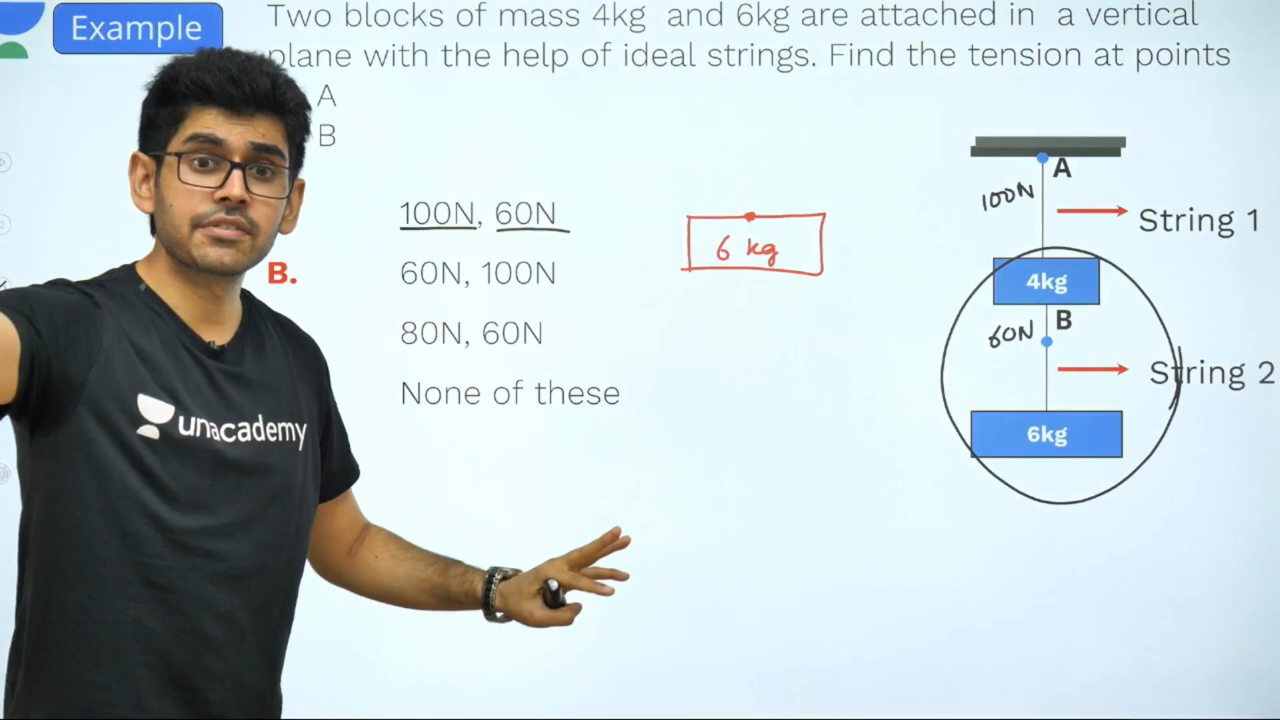 Example
Two blocks of mass 4kg and 6kg are attached in a vertical
plane with the help of ideal strings. Find the tension at points
A
B
100N, 60N
B. 60N, 100N
80N, 60N
None of these
6 kg
A
100N
String 1
4kg
B
60N
String 2
6kg
unacademy